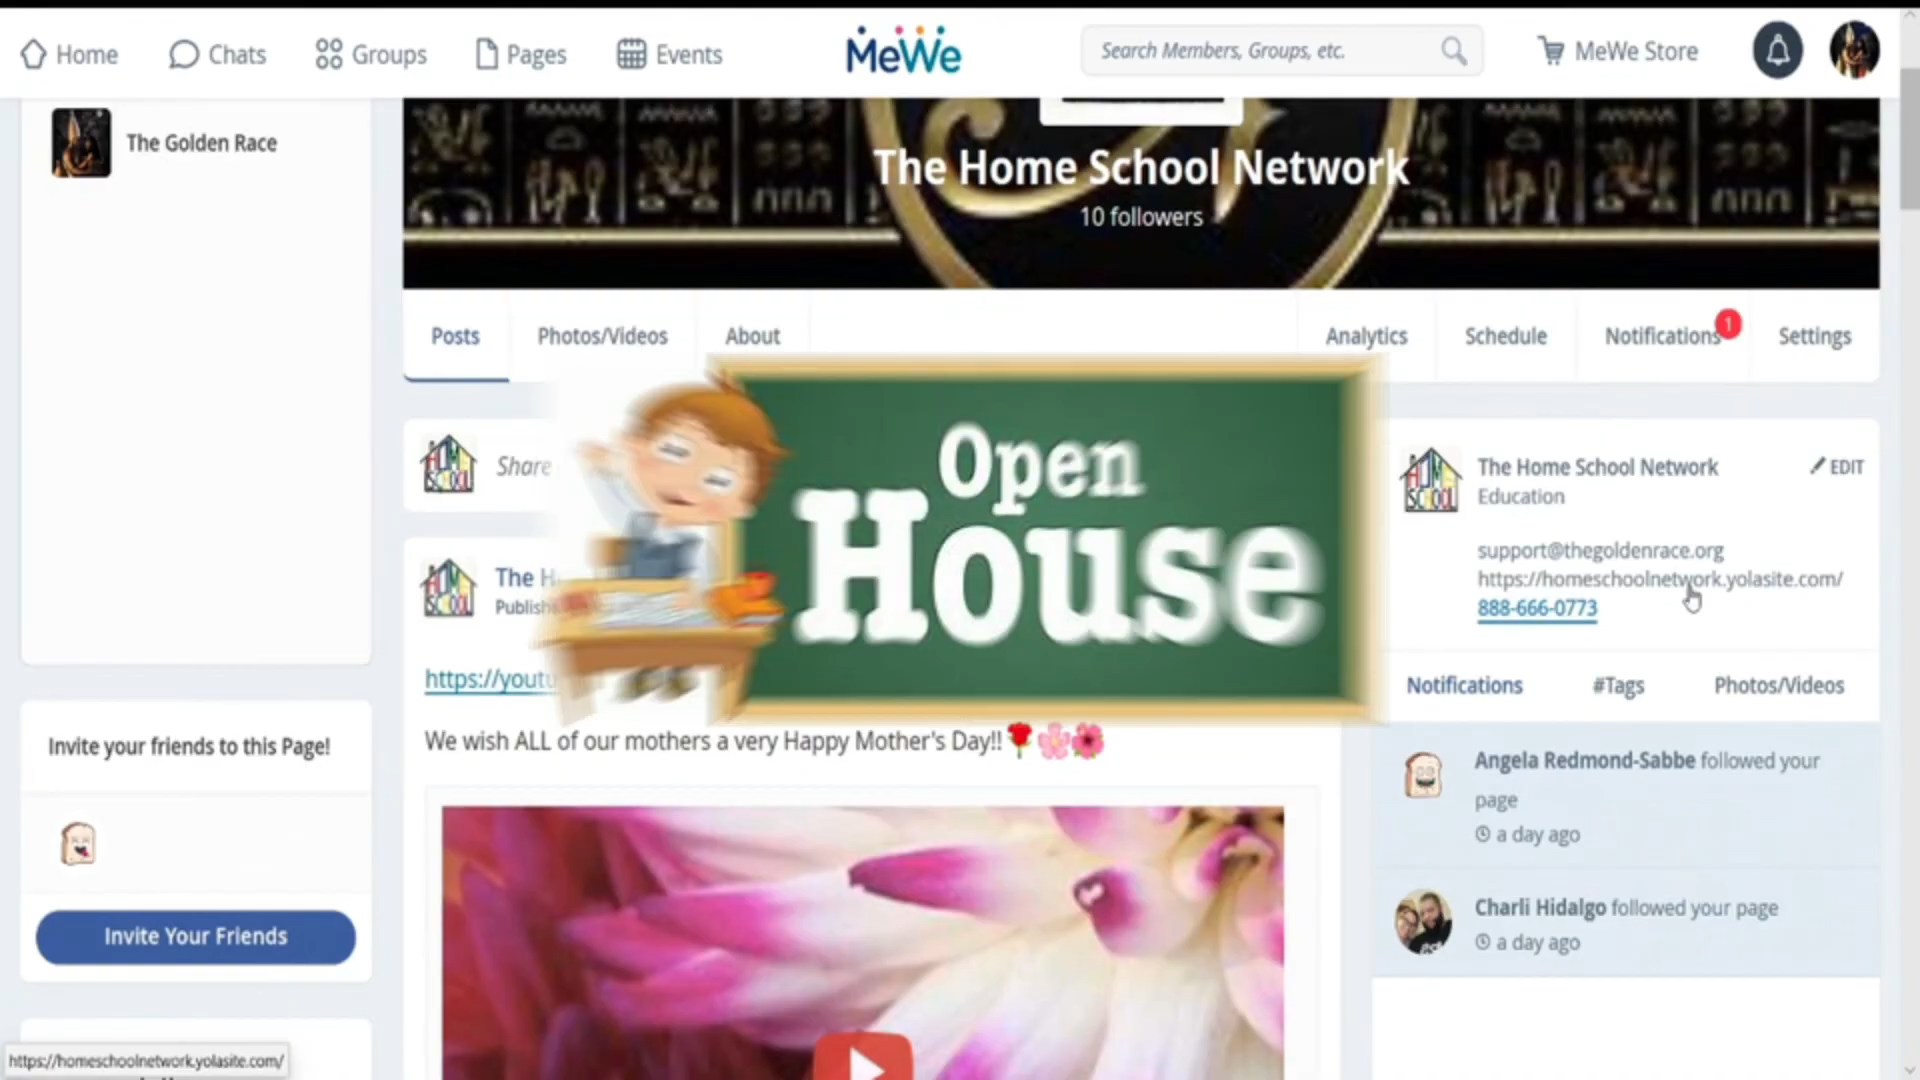 Home
Chats
Groups
Pages
Events
MeWe
Search Members, Groups, etc.
MeWe Store
The Golden Race
The Home School Network
10 followers
Posts
Photos/Videos
About
Analytics
Schedule
Notifications
1
Settings
Share
Open
House
HOME
SCHOOL
The Home School Network
EDIT
Education
support@thegoldenrace.org
https://homeschoolnetwork.yolasite.com/
888-666-0773
The H
Publish
https://youtu
We wish ALL of our mothers a very Happy Mother's Day!!
Notifications
#Tags
Photos/Videos
Angela Redmond-Sabbe followed your
page
a day ago
Charli Hidalgo followed your page
a day ago
Invite your friends to this Page!
Invite Your Friends
https://homeschoolnetwork.yolasite.com/